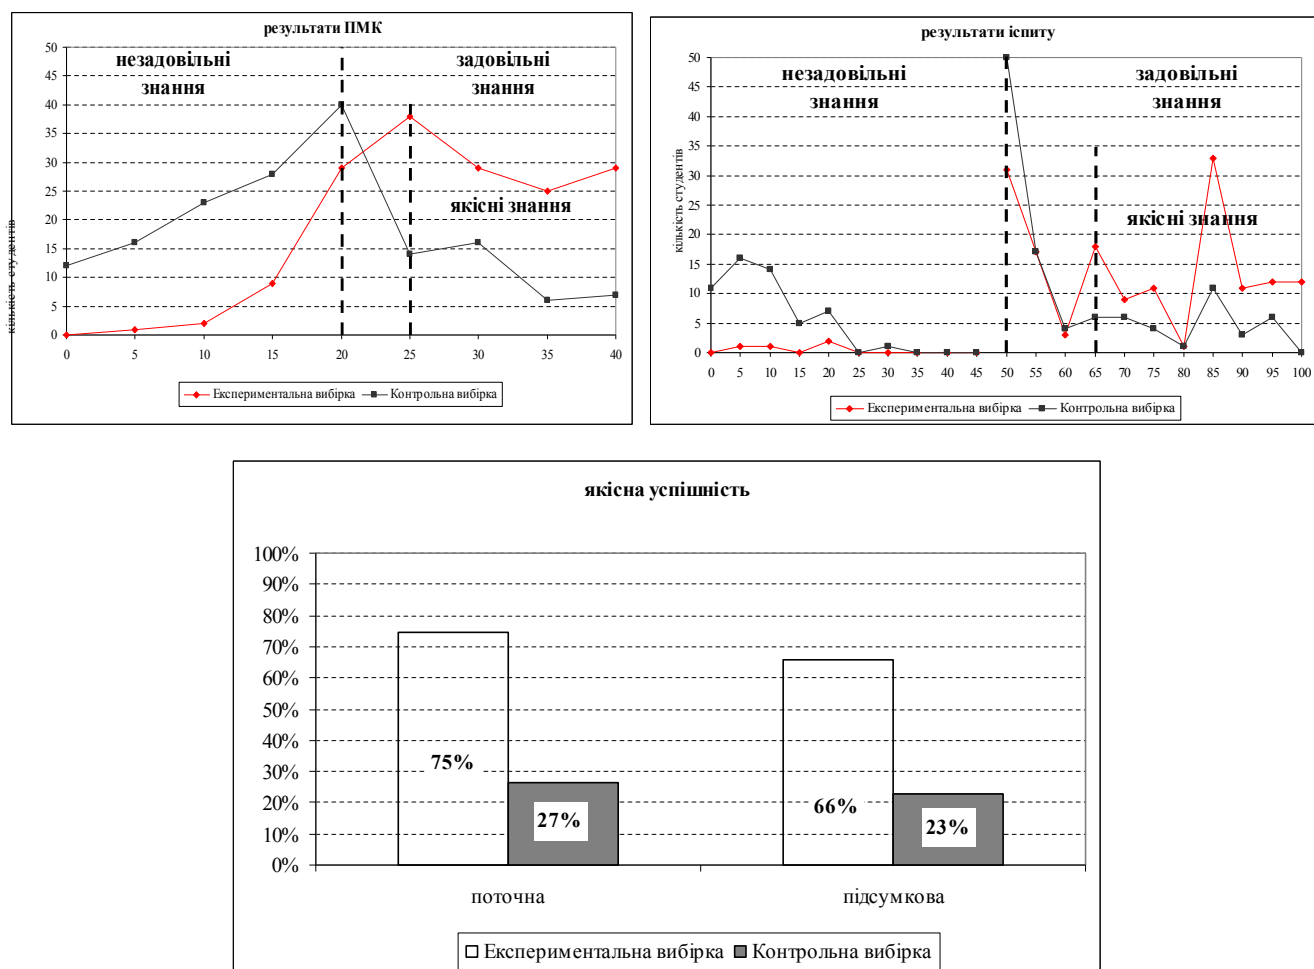 результати ПМК
50
45
40
35
30
25
20
15
10
5
0
кількість студентів
незадовільні
знання
задовільні
знання
якісні знання
0 5 10 15 20 25 30 35 40
Експериментальна вибірка Контрольна вибірка
результати іспиту
50
45
40
35
30
25
20
15
10
5
0
кількість студентів
незадовільні
знання
задовільні
знання
якісні знання
0 5 10 15 20 25 30 35 40 45 50 55 60 65 70 75 80 85 90 95 100
Експериментальна вибірка Контрольна вибірка
якісна успішність
100%
90%
80%
70%
60%
50%
40%
30%
20%
10%
0%
75%
27%
66%
23%
поточна підсумкова
Експериментальна вибірка Контрольна вибірка